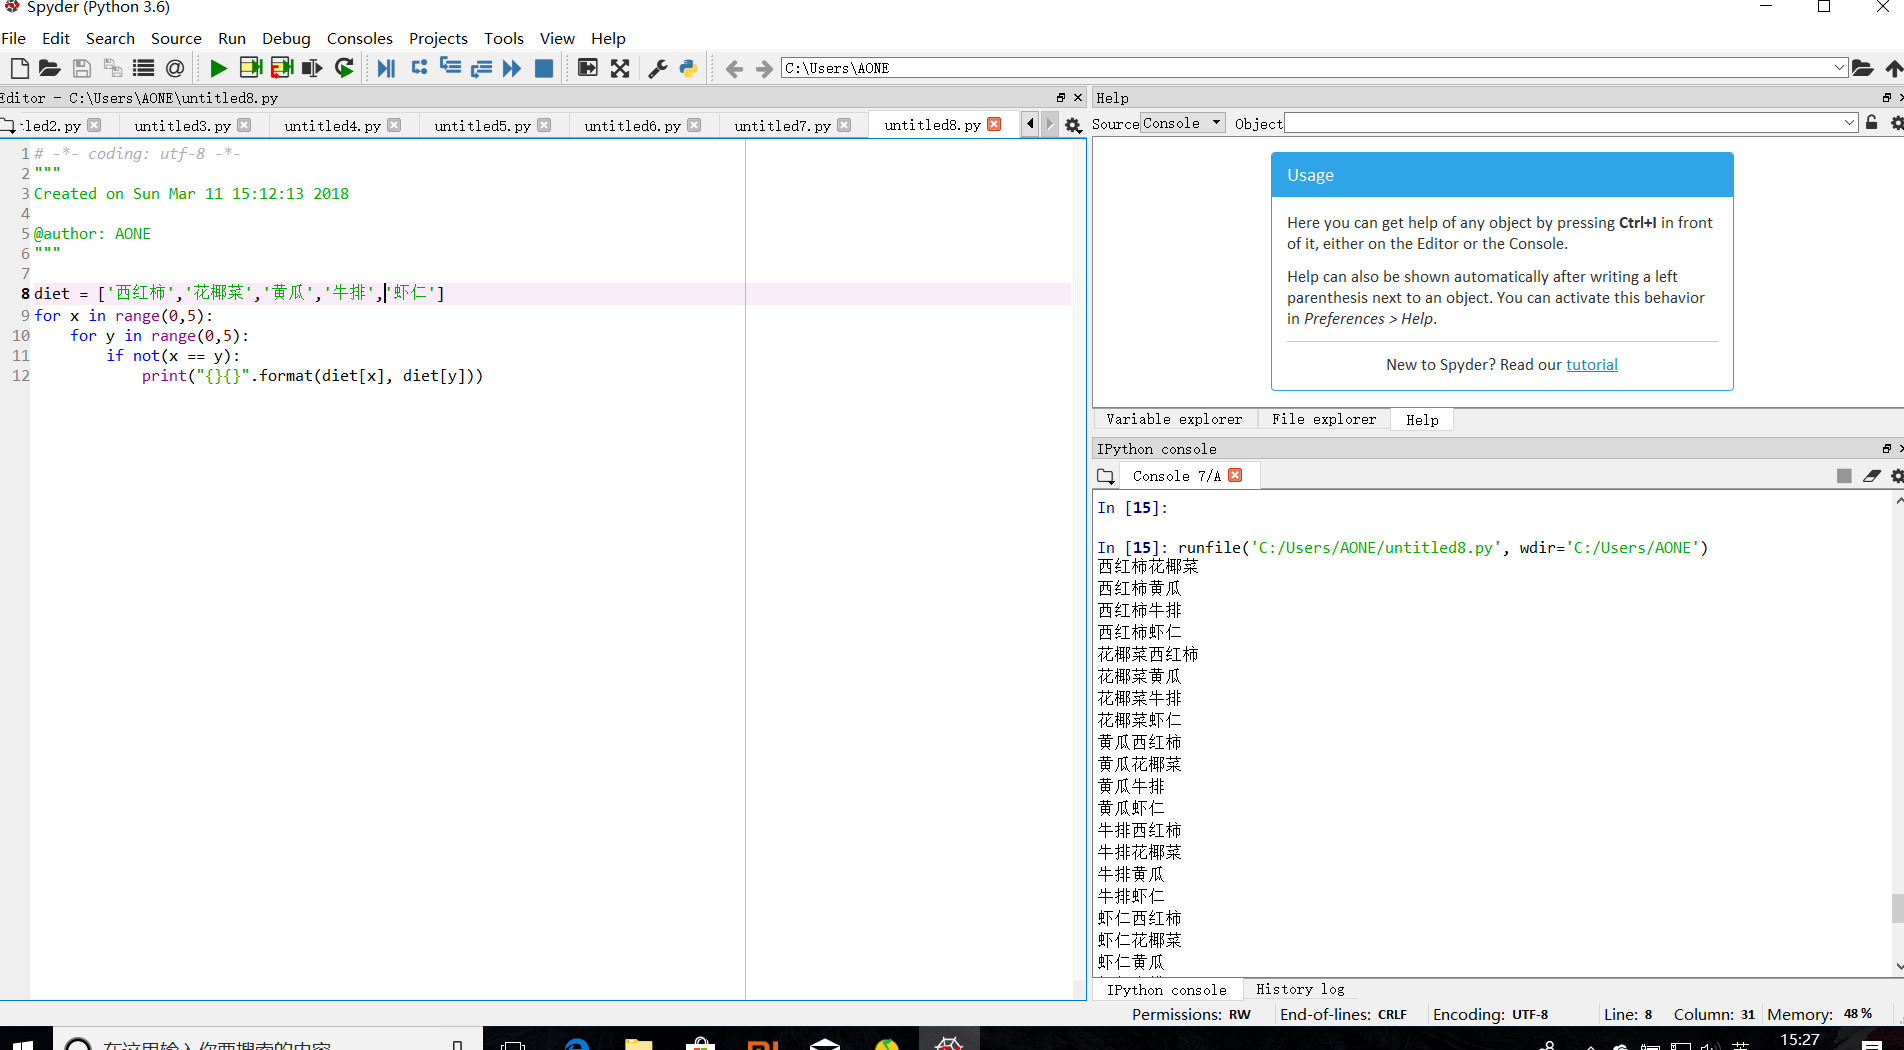 Spyder (Python 3.6)
File Edit Search Source Run Debug Consoles Projects Tools View Help
C:\Users\AONE
Editor - C:\Users\AONE\untitled8.py
led2.py untitled3.py untitled4.py untitled5.py untitled6.py untitled7.py untitled8.py
1 # -*- coding: utf-8 -*-
2 """
3 Created on Sun Mar 11 15:12:13 2018
4
5 @author: AONE
6 """
7
8 diet = ['西红柿','花椰菜','黄瓜','牛排','虾仁']
9 for x in range(0,5):
10     for y in range(0,5):
11         if not(x == y):
12             print("{}{}".format(diet[x], diet[y]))
Help
Source Console Object
Usage
Here you can get help of any object by pressing Ctrl+I in front
of it, either on the Editor or the Console.
Help can also be shown automatically after writing a left
parenthesis next to an object. You can activate this behavior
in Preferences > Help.
New to Spyder? Read our tutorial
Variable explorer File explorer Help
IPython console
Console 7/A
In [15]:
In [15]: runfile('C:/Users/AONE/untitled8.py', wdir='C:/Users/AONE')
西红柿花椰菜
西红柿黄瓜
西红柿牛排
西红柿虾仁
花椰菜西红柿
花椰菜黄瓜
花椰菜牛排
花椰菜虾仁
黄瓜西红柿
黄瓜花椰菜
黄瓜牛排
黄瓜虾仁
牛排西红柿
牛排花椰菜
牛排黄瓜
牛排虾仁
虾仁西红柿
虾仁花椰菜
虾仁黄瓜
IPython console History log
Permissions: RW End-of-lines: CRLF Encoding: UTF-8 Line: 8 Column: 31 Memory: 48 %
在这里输入你要搜索的内容
15:27